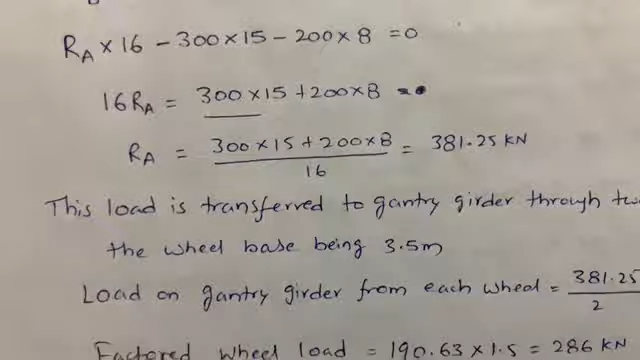 R_A × 16 − 300×15 − 200×8 = 0
16R_A = 300×15 + 200×8
R_A = (300×15 + 200×8) / 16 = 381.25 KN
This load is transferred to gantry girder through
the wheel base being 3.5m
Load on gantry girder from each wheel = 381.25 / 2
Factored wheel load = 190.63 × 1.5 = 286 KN